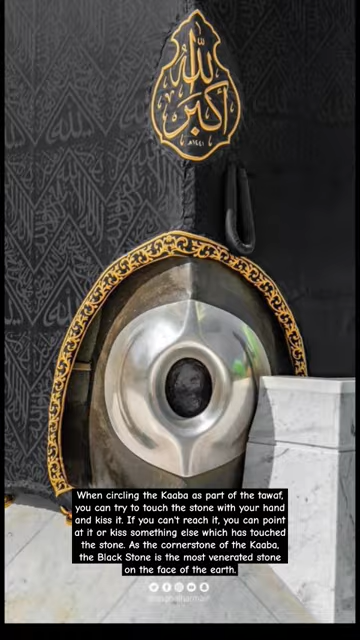 الله
أكبر
١٤٤١هـ
When circling the Kaaba as part of the tawaf,
you can try to touch the stone with your hand
and kiss it. If you can't reach it, you can point
at it or kiss something else which has touched
the stone. As the cornerstone of the Kaaba,
the Black Stone is the most venerated stone
on the face of the earth.